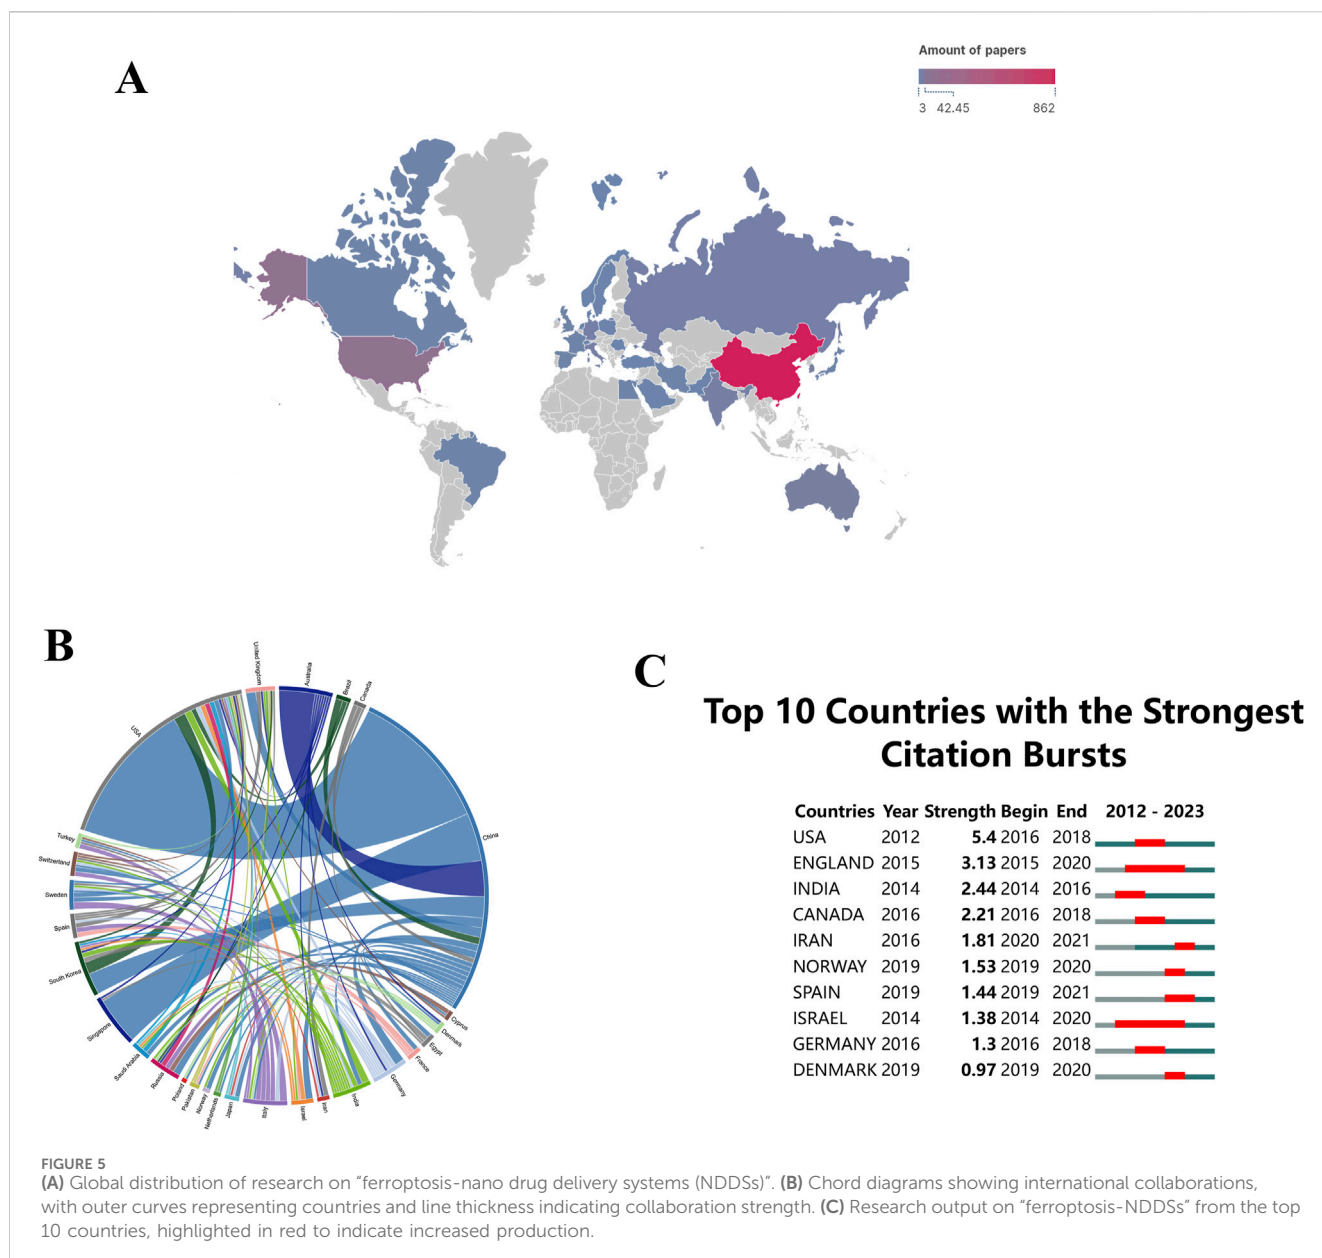 A
Amount of papers
3 42.45 862
B
United Kingdom
Australia
Brazil
Canada
China
Cyprus
Denmark
Egypt
France
Germany
India
Iran
Israel
Italy
Japan
Netherlands
Norway
Pakistan
Poland
Russia
Saudi Arabia
Singapore
South Korea
Spain
Sweden
Switzerland
Turkey
USA
C
Top 10 Countries with the Strongest
Citation Bursts
Countries Year Strength Begin End 2012 - 2023
USA 2012 5.4 2016 2018
ENGLAND 2015 3.13 2015 2020
INDIA 2014 2.44 2014 2016
CANADA 2016 2.21 2016 2018
IRAN 2016 1.81 2020 2021
NORWAY 2019 1.53 2019 2020
SPAIN 2019 1.44 2019 2021
ISRAEL 2014 1.38 2014 2020
GERMANY 2016 1.3 2016 2018
DENMARK 2019 0.97 2019 2020
FIGURE 5
(A) Global distribution of research on “ferroptosis-nano drug delivery systems (NDDSs)”. (B) Chord diagrams showing international collaborations,
with outer curves representing countries and line thickness indicating collaboration strength. (C) Research output on “ferroptosis-NDDSs” from the top
10 countries, highlighted in red to indicate increased production.